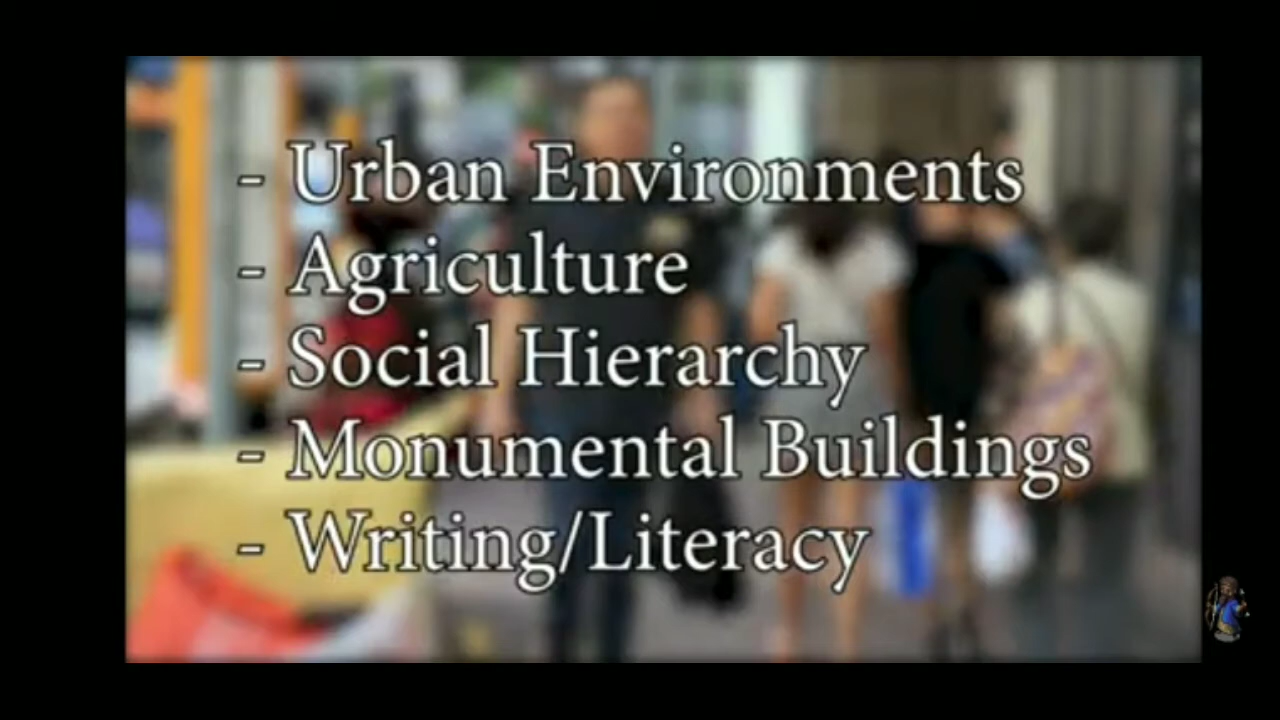 - Urban Environments
- Agriculture
- Social Hierarchy
- Monumental Buildings
- Writing/Literacy